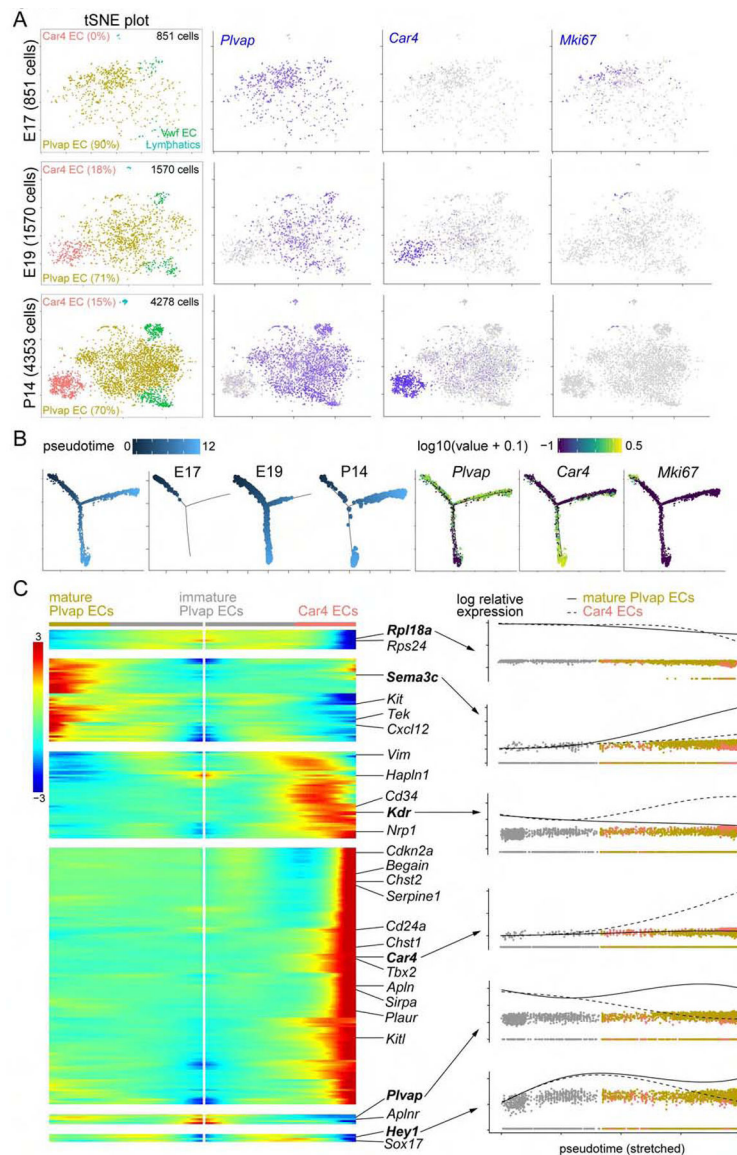 A
tSNE plot
Car4 EC (0%)
851 cells
Plvap
Car4
Mki67
E17 (851 cells)
Plvap EC (90%)
Vwf EC
Lymphatics
Car4 EC (18%)
1570 cells
E19 (1570 cells)
Plvap EC (71%)
Car4 EC (15%)
4278 cells
P14 (4353 cells)
Plvap EC (70%)
B
pseudotime 0 12
log10(value + 0.1) −1 0.5
E17 E19 P14 Plvap Car4 Mki67
C
mature
Plvap ECs
immature
Plvap ECs
Car4 ECs
3
−3
Rpl18a
Rps24
Sema3c
Kit
Tek
Cxcl12
Vim
Hapln1
Cd34
Kdr
Nrp1
Cdkn2a
Begain
Chst2
Serpine1
Cd24a
Chst1
Car4
Tbx2
Apln
Sirpa
Plaur
Kitl
Plvap
Aplnr
Hey1
Sox17
log relative
expression
mature Plvap ECs
Car4 ECs
pseudotime (stretched)